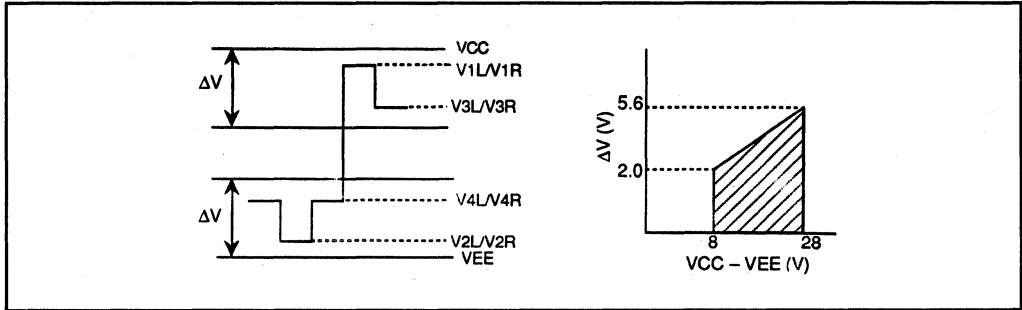 VCC
V1L/V1R
ΔV
V3L/V3R
ΔV
V4L/V4R
V2L/V2R
VEE
ΔV (V)
5.6
2.0
8
28
VCC – VEE (V)